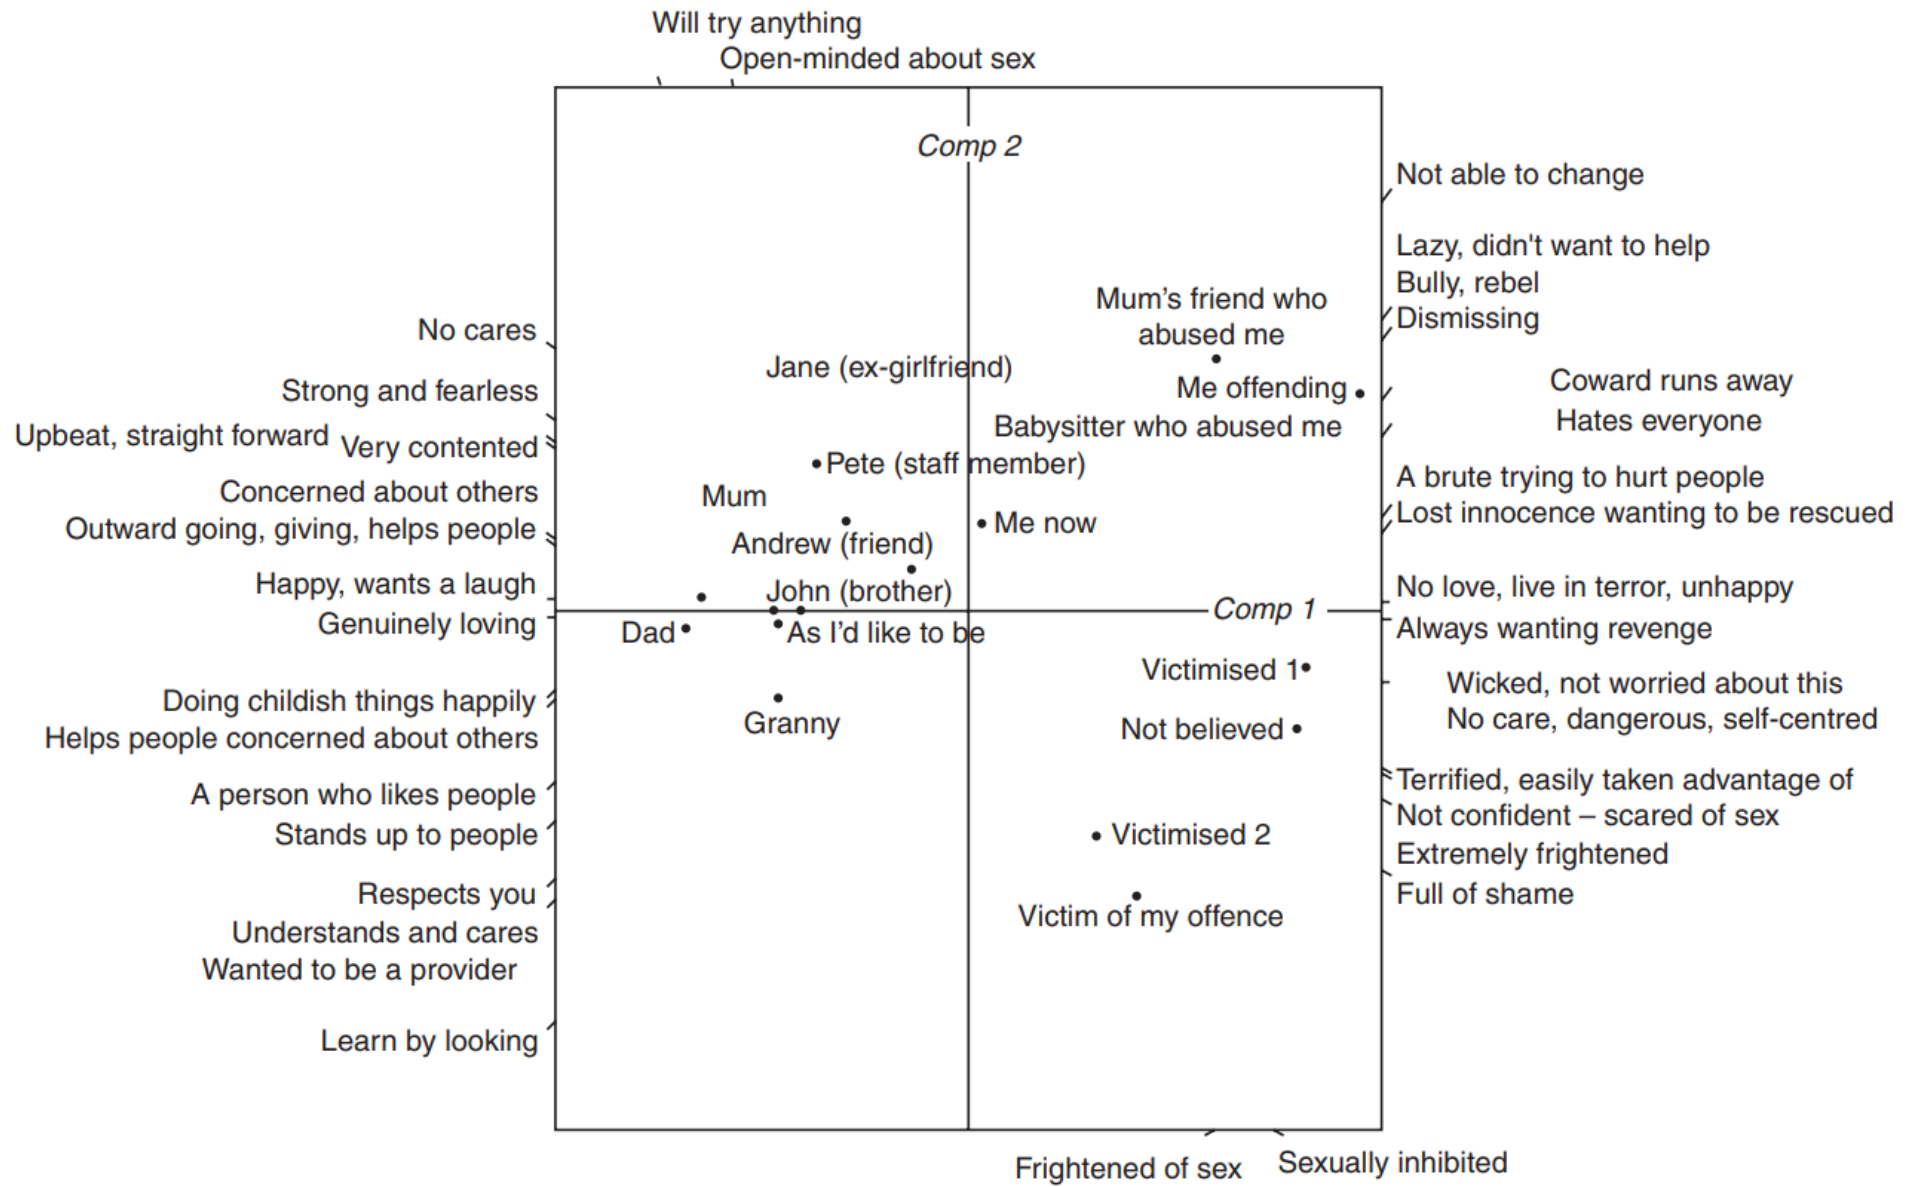 Will try anything
Open-minded about sex
Comp 2
Not able to change
Lazy, didn't want to help
Bully, rebel
Dismissing
Mum's friend who
abused me
No cares
Jane (ex-girlfriend)
Me offending
Strong and fearless
Coward runs away
Hates everyone
Babysitter who abused me
Upbeat, straight forward
Very contented
Pete (staff member)
A brute trying to hurt people
Concerned about others
Mum
Lost innocence wanting to be rescued
Outward going, giving, helps people
Me now
Andrew (friend)
Happy, wants a laugh
John (brother)
No love, live in terror, unhappy
Comp 1
Genuinely loving
Dad
As I'd like to be
Always wanting revenge
Victimised 1
Wicked, not worried about this
Doing childish things happily
No care, dangerous, self-centred
Granny
Not believed
Helps people concerned about others
Terrified, easily taken advantage of
A person who likes people
Not confident – scared of sex
Stands up to people
Victimised 2
Extremely frightened
Respects you
Full of shame
Victim of my offence
Understands and cares
Wanted to be a provider
Learn by looking
Frightened of sex
Sexually inhibited